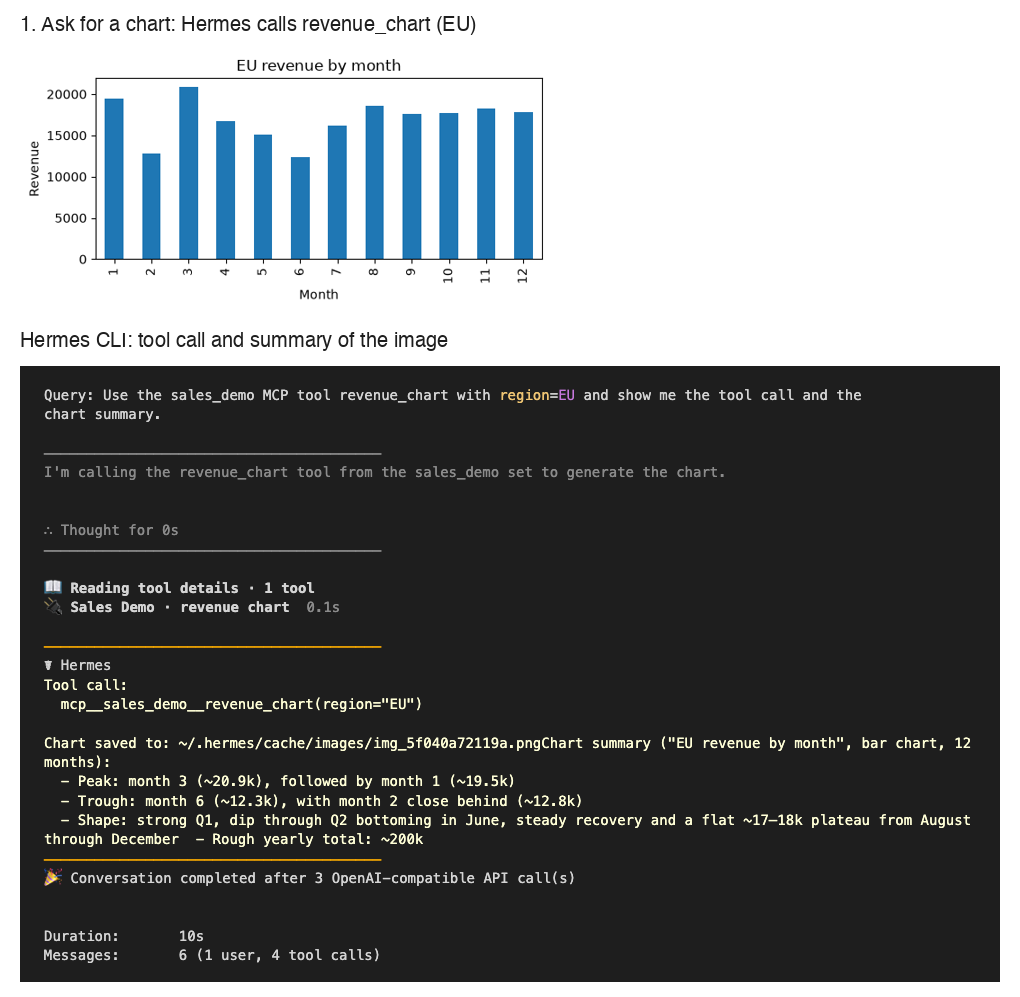 1. Ask for a chart: Hermes calls revenue_chart (EU)
EU revenue by month
20000
15000
10000
5000
0
Revenue
1 2 3 4 5 6 7 8 9 10 11 12
Month
Hermes CLI: tool call and summary of the image
Query: Use the sales_demo MCP tool revenue_chart with region=EU and show me the tool call and the
chart summary.
I'm calling the revenue_chart tool from the sales_demo set to generate the chart.
∴ Thought for 0s
📖 Reading tool details · 1 tool
🔌 Sales Demo · revenue chart 0.1s
☤ Hermes
Tool call:
mcp__sales_demo__revenue_chart(region="EU")
Chart saved to: ~/.hermes/cache/images/img_5f040a72119a.pngChart summary ("EU revenue by month", bar chart, 12
months):
– Peak: month 3 (~20.9k), followed by month 1 (~19.5k)
– Trough: month 6 (~12.3k), with month 2 close behind (~12.8k)
– Shape: strong Q1, dip through Q2 bottoming in June, steady recovery and a flat ~17–18k plateau from August
through December – Rough yearly total: ~200k
🎉 Conversation completed after 3 OpenAI-compatible API call(s)
Duration: 10s
Messages: 6 (1 user, 4 tool calls)